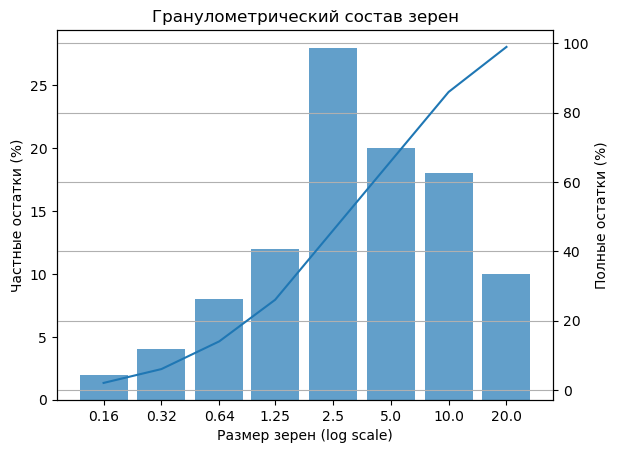 Гранулометрический состав зерен
Частные остатки (%)
25
20
15
10
5
0
100
80
60
40
20
0
Полные остатки (%)
0.16 0.32 0.64 1.25 2.5 5.0 10.0 20.0
Размер зерен (log scale)